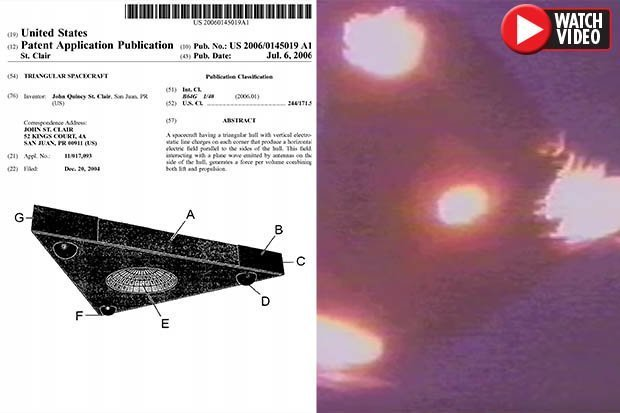 US 20060145019A1
(19) United States
(12) Patent Application Publication (10) Pub. No.: US 2006/0145019 A1
St. Clair (43) Pub. Date: Jul. 6, 2006
(54) TRIANGULAR SPACECRAFT
(76) Inventor: John Quincy St. Clair, San Juan, PR
(US)
Correspondence Address:
JOHN ST. CLAIR
52 KINGS COURT, 4A
SAN JUAN, PR 00911 (US)
(21) Appl. No.: 11/017,093
(22) Filed: Dec. 20, 2004
Publication Classification
(51) Int. Cl.
B64G 1/40 (2006.01)
(52) U.S. Cl. 244/171.5
(57) ABSTRACT
A spacecraft having a triangular hull with vertical electro-
static line charges on each corner that produce a horizontal
electric field parallel to the sides of the hull. This field,
interacting with a plane wave emitted by antennas on the
side of the hull, generates a force per volume combining
both lift and propulsion.
A
B
G
C
D
E
F
WATCH
VIDEO